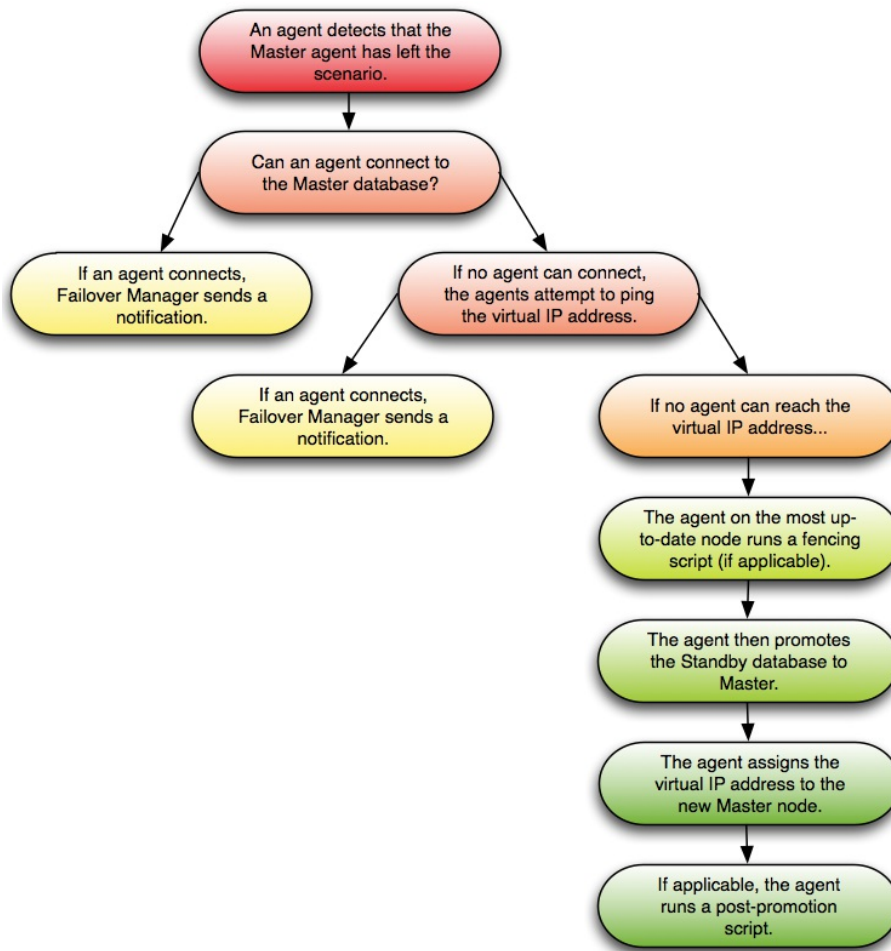 An agent detects that the
Master agent has left the
scenario.
Can an agent connect to
the Master database?
If an agent connects,
Failover Manager sends a
notification.
If no agent can connect,
the agents attempt to ping
the virtual IP address.
If an agent connects,
Failover Manager sends a
notification.
If no agent can reach the
virtual IP address...
The agent on the most up-
to-date node runs a fencing
script (if applicable).
The agent then promotes
the Standby database to
Master.
The agent assigns the
virtual IP address to the
new Master node.
If applicable, the agent
runs a post-promotion
script.